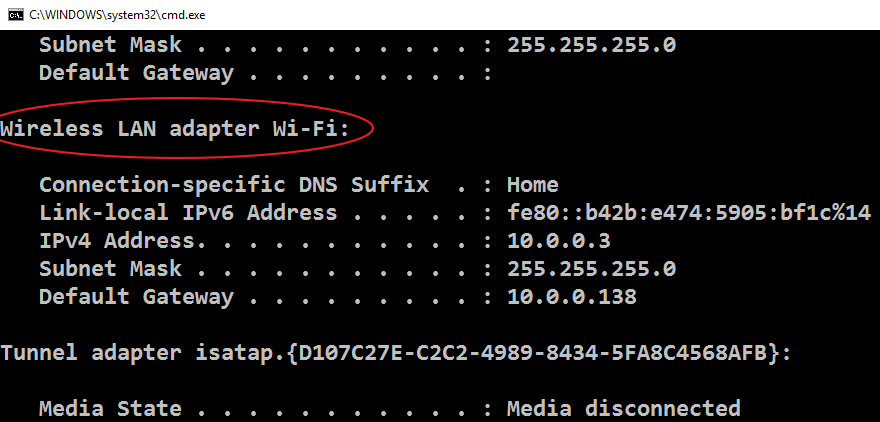 C:\WINDOWS\system32\cmd.exe
Subnet Mask . . . . . . . . . . . : 255.255.255.0
Default Gateway . . . . . . . . . :
Wireless LAN adapter Wi-Fi:
Connection-specific DNS Suffix  . : Home
Link-local IPv6 Address . . . . . : fe80::b42b:e474:5905:bf1c%14
IPv4 Address. . . . . . . . . . . : 10.0.0.3
Subnet Mask . . . . . . . . . . . : 255.255.255.0
Default Gateway . . . . . . . . . : 10.0.0.138
Tunnel adapter isatap.{D107C27E-C2C2-4989-8434-5FA8C4568AFB}:
Media State . . . . . . . . . . . : Media disconnected